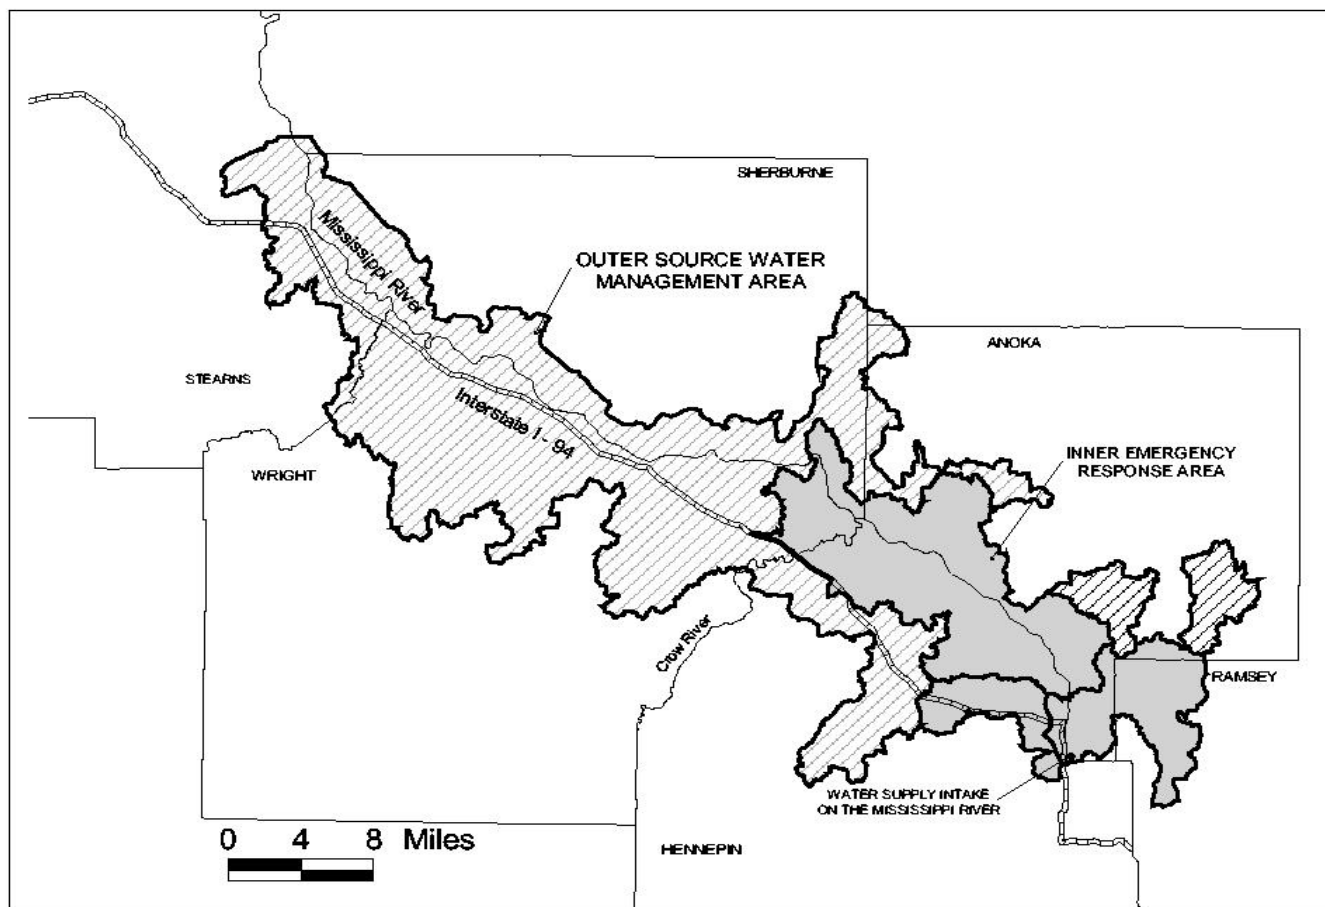 SHERBURNE
Mississippi River
OUTER SOURCE WATER
MANAGEMENT AREA
ANOKA
STEARNS
Interstate I - 94
INNER EMERGENCY
RESPONSE AREA
WRIGHT
Crow River
RAMSEY
WATER SUPPLY INTAKE
ON THE MISSISSIPPI RIVER
0 4 8 Miles
HENNEPIN